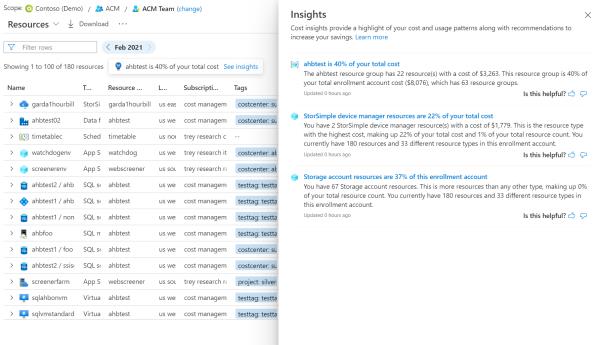 Scope: Contoso (Demo) / ACM / ACM Team (change)
Resources Download ...
Filter rows
Feb 2021
Showing 1 to 100 of 180 resources
ahbtest is 40% of your total cost See insights
Name T... Resource ... L... Subscripti... Tags
garda1hourbill StorSi garda1hourbill us eas cost managem costcenter: su
ahbtest02 Data f ahbtest us we cost managem costcenter: su
timetablec Sched ahbtest us no trey research c --
watchdogenv App S watchdog us we trey research it costcenter: ab
screenerenv App S webscreener us we cost managem costcenter: ab
ahbtest2 / ahb SQL s ahbtest us we cost managem testtag: testta
ahbtest1 / ahb SQL s ahbtest us we cost managem testtag: testta
ahbtest1 / non SQL s ahbtest us we cost managem testtag: testta
ahbfoo SQL ahbtest us we cost managem testtag: testta
ahbtest1 / foo SQL s ahbtest us we cost managem costcenter: su
ahbtest2 / ssis SQL s ahbtest us we cost managem costcenter: su
screenerfarm App S webscreener us sou trey research project: silver
sqlahbonvm Virtua ahbtest us we cost managem testtag: testta
sqlvmstandard Virtua ahbtest us we cost managem testtag: testta
Insights
Cost insights provide a highlight of your cost and usage patterns along with recommendations to
increase your savings. Learn more
ahbtest is 40% of your total cost
The ahbtest resource group has 22 resource(s) with a cost of $3,263. This resource group is 40% of
your total enrollment account cost ($8,076), which has 63 resource groups.
Updated 0 hours ago
Is this helpful?
StorSimple device manager resources are 22% of your total cost
You have 2 StorSimple device manager resource(s) with a cost of $1,779. This is the resource type
with the highest cost, making up 22% of your total cost and 1% of your total resource count. You
currently have 180 resources and 33 different resource types in this enrollment account.
Updated 0 hours ago
Is this helpful?
Storage account resources are 37% of this enrollment account
You have 67 Storage account resources. This is more resources than any other type, making up 0%
of your total resource count. You currently have 180 resources and 33 different resource types in
this enrollment account.
Updated 0 hours ago
Is this helpful?